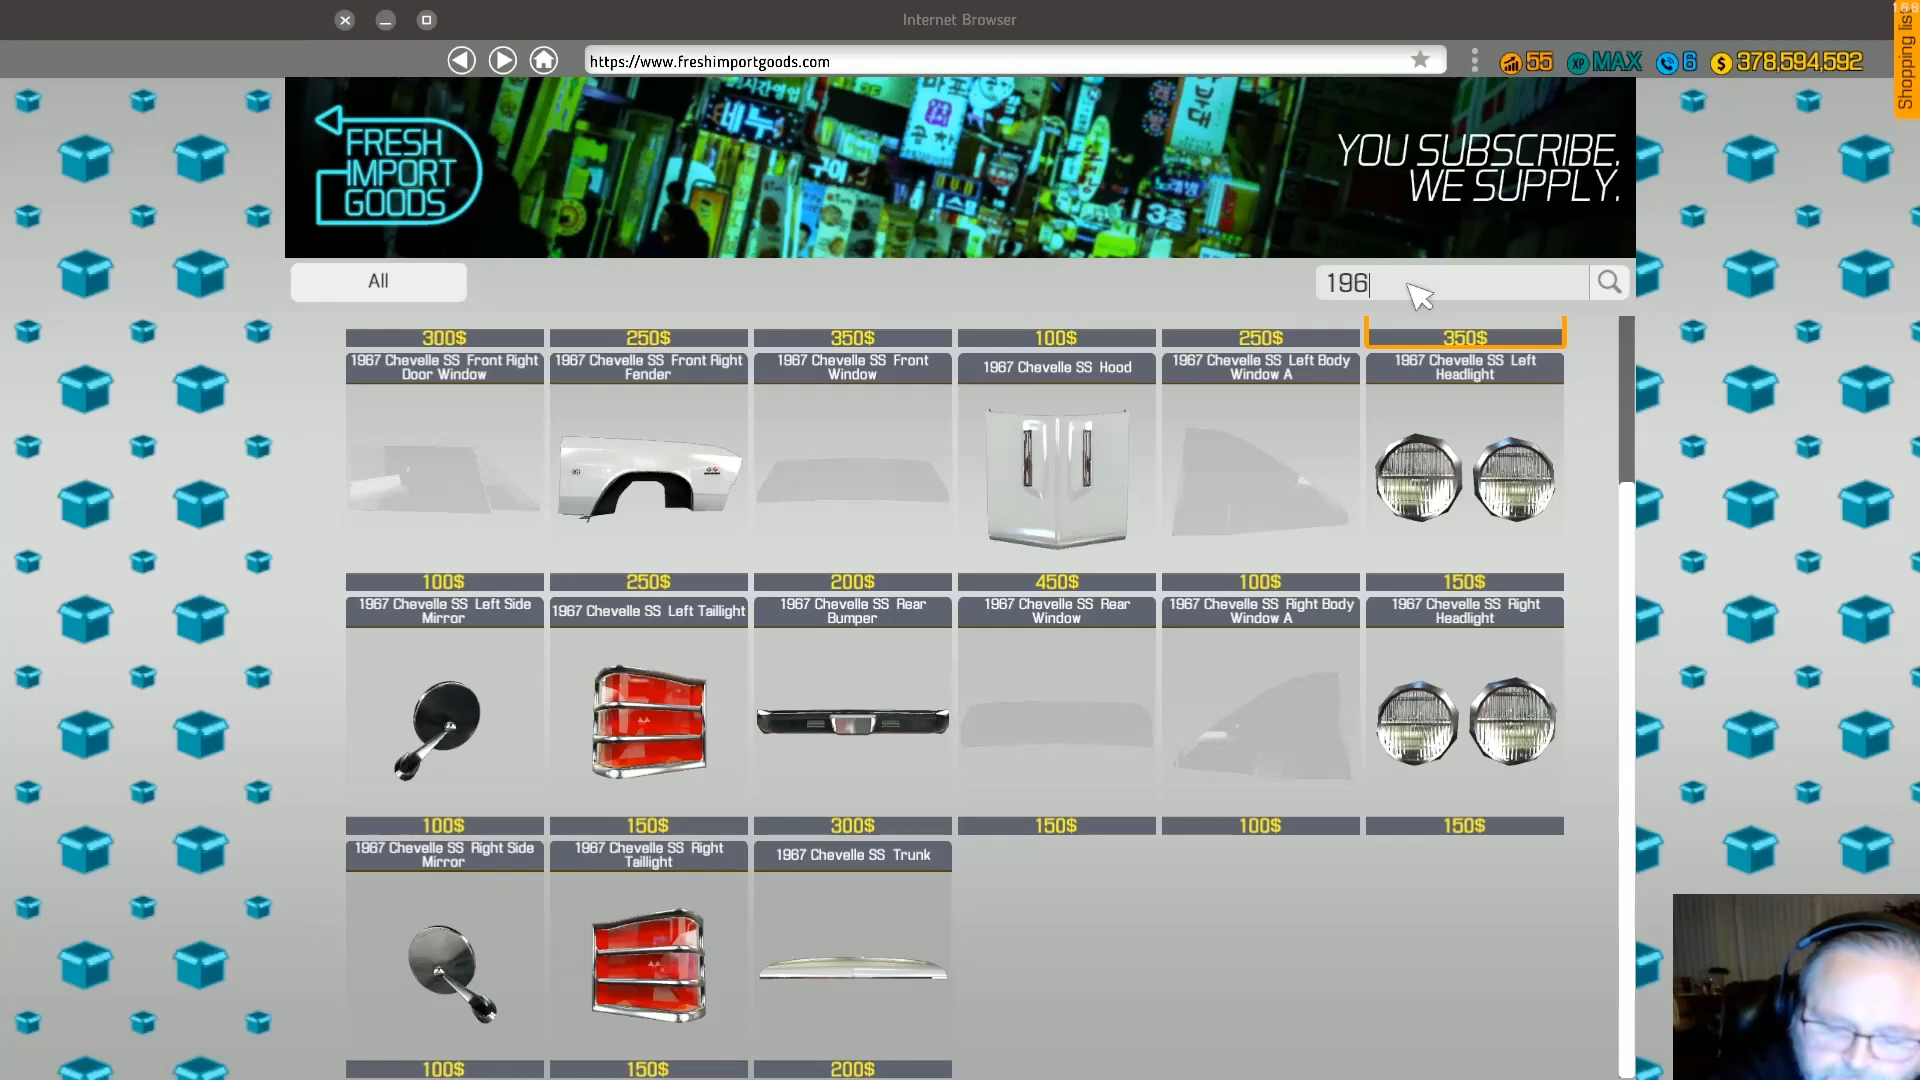 Internet Browser
1.8.6
https://www.freshimportgoods.com
55
XP MAX
6
$ 378,594,592
Shopping list
FRESH
IMPORT
GOODS
YOU SUBSCRIBE.
WE SUPPLY.
All
196
300$
250$
350$
100$
250$
350$
1967 Chevelle SS Front Right
Door Window
1967 Chevelle SS Front Right
Fender
1967 Chevelle SS Front
Window
1967 Chevelle SS Hood
1967 Chevelle SS Left Body
Window A
1967 Chevelle SS Left
Headlight
100$
250$
200$
450$
100$
150$
1967 Chevelle SS Left Side
Mirror
1967 Chevelle SS Left Taillight
1967 Chevelle SS Rear
Bumper
1967 Chevelle SS Rear
Window
1967 Chevelle SS Right Body
Window A
1967 Chevelle SS Right
Headlight
100$
150$
300$
150$
100$
150$
1967 Chevelle SS Right Side
Mirror
1967 Chevelle SS Right
Taillight
1967 Chevelle SS Trunk
100$
150$
200$